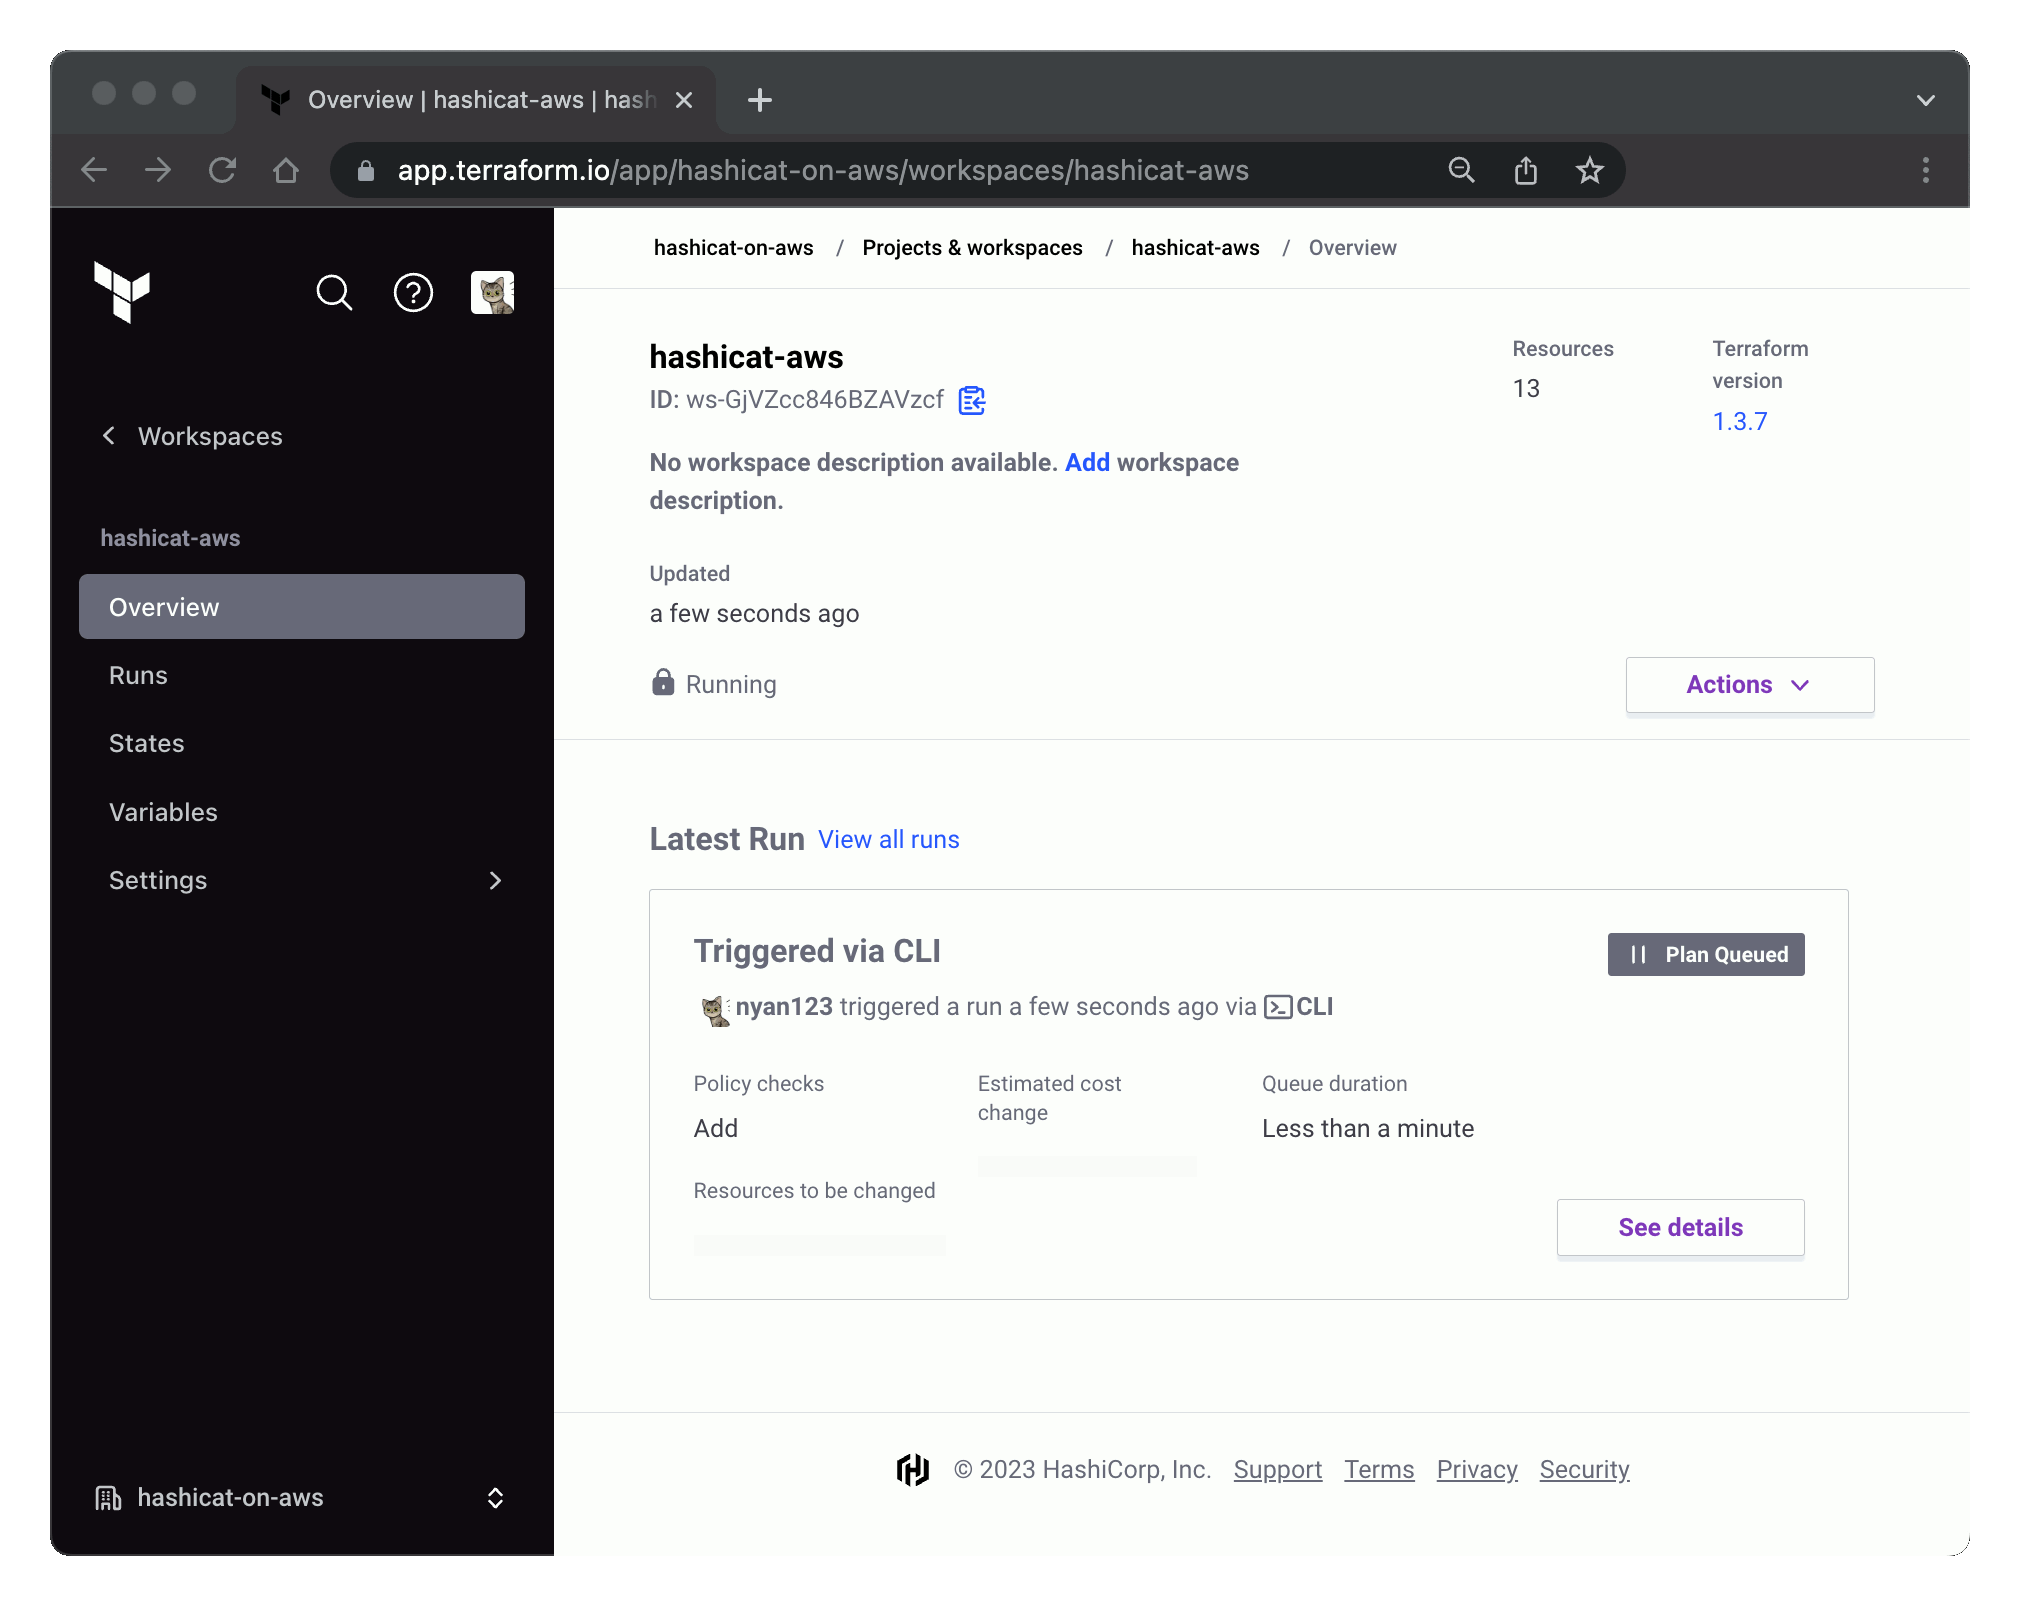 Overview | hashicat-aws | hash
app.terraform.io/app/hashicat-on-aws/workspaces/hashicat-aws
Workspaces
hashicat-aws
Overview
Runs
States
Variables
Settings
hashicat-on-aws
hashicat-on-aws / Projects & workspaces / hashicat-aws / Overview
hashicat-aws
ID: ws-GjVZcc846BZAVzcf
No workspace description available. Add workspace
description.
Resources
13
Terraform
version
1.3.7
Updated
a few seconds ago
Running
Actions
Latest Run View all runs
Triggered via CLI
Plan Queued
nyan123 triggered a run a few seconds ago via CLI
Policy checks
Add
Estimated cost
change
Queue duration
Less than a minute
Resources to be changed
See details
© 2023 HashiCorp, Inc. Support Terms Privacy Security